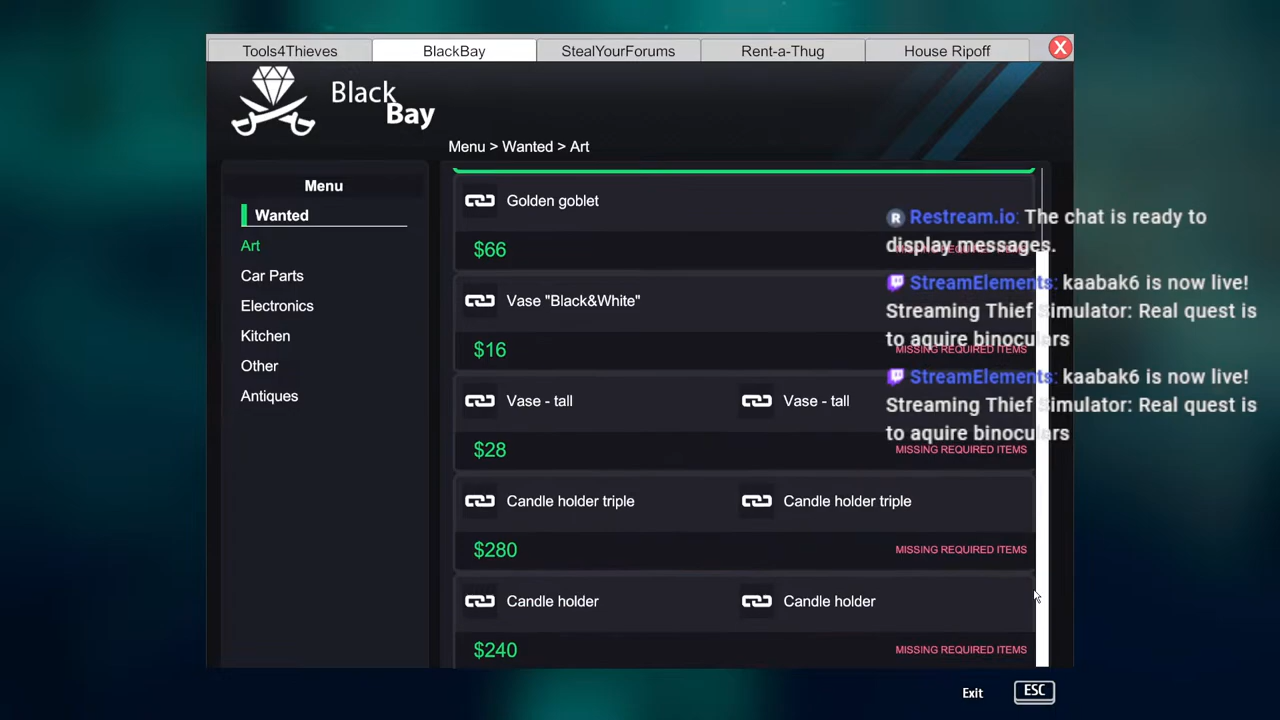 Tools4Thieves
BlackBay
StealYourForums
Rent-a-Thug
House Ripoff
X
Black
Bay
Menu > Wanted > Art
Menu
Wanted
Art
Car Parts
Electronics
Kitchen
Other
Antiques
Golden goblet
$66
Vase "Black&White"
$16
MISSING REQUIRED ITEMS
Vase - tall
Vase - tall
$28
MISSING REQUIRED ITEMS
Candle holder triple
Candle holder triple
$280
MISSING REQUIRED ITEMS
Candle holder
Candle holder
$240
MISSING REQUIRED ITEMS
R Restream.io: The chat is ready to
display messages.
StreamElements: kaabak6 is now live!
Streaming Thief Simulator: Real quest is
to aquire binoculars
StreamElements: kaabak6 is now live!
Streaming Thief Simulator: Real quest is
to aquire binoculars
Exit
ESC